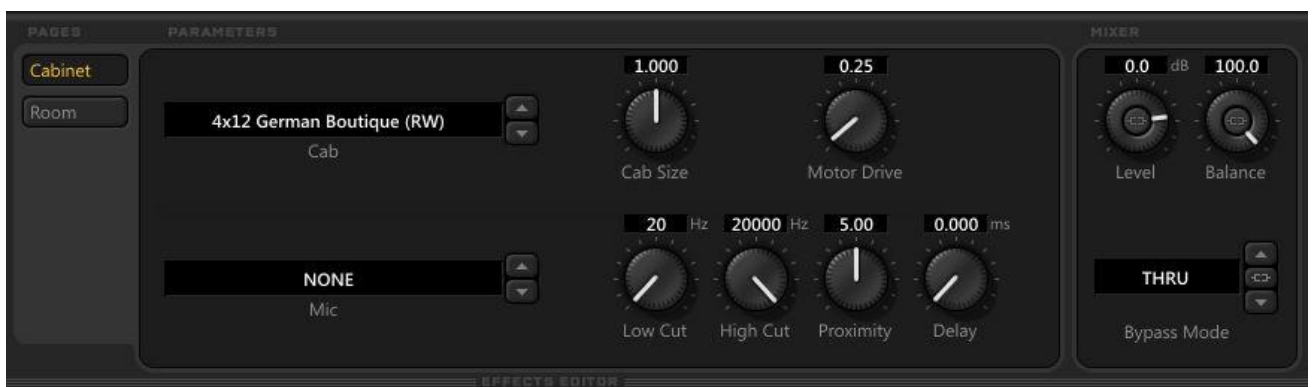 PAGES
PARAMETERS
MIXER
Cabinet
Room
4x12 German Boutique (RW)
Cab
1.000
Cab Size
0.25
Motor Drive
NONE
Mic
20 Hz
Low Cut
20000 Hz
High Cut
5.00
Proximity
0.000 ms
Delay
0.0 dB
Level
100.0
Balance
THRU
Bypass Mode
EFFECTS EDITOR